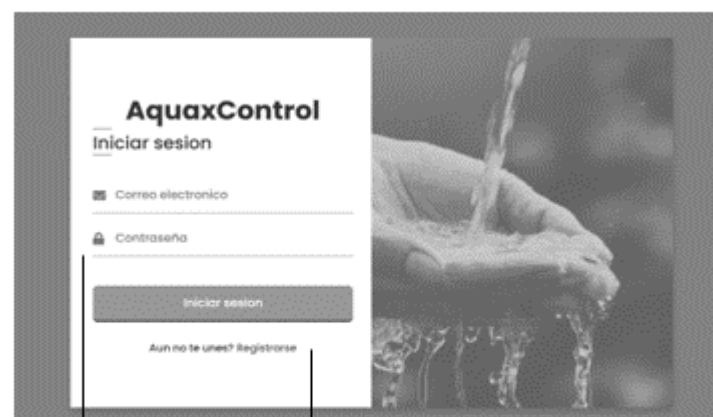 AquaxControl
Iniciar sesion
Correo electronico
Contraseña
Iniciar sesion
Aun no te unes? Registrarse